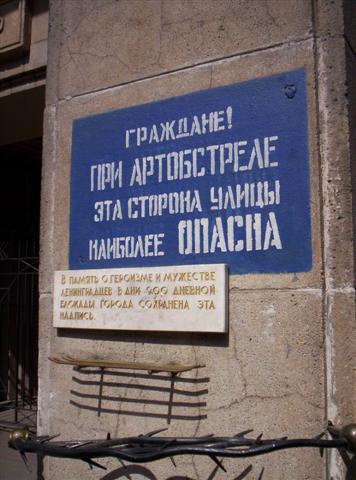 ГРАЖДАНЕ!
ПРИ АРТОБСТРЕЛЕ
ЭТА СТОРОНА УЛИЦЫ
НАИБОЛЕЕ ОПАСНА
В ПАМЯТЬ О ГЕРОИЗМЕ И МУЖЕСТВЕ
ЛЕНИНГРАДЦЕВ В ДНИ 900 ДНЕВНОЙ
БЛОКАДЫ ГОРОДА СОХРАНЕНА ЭТА
НАДПИСЬ.